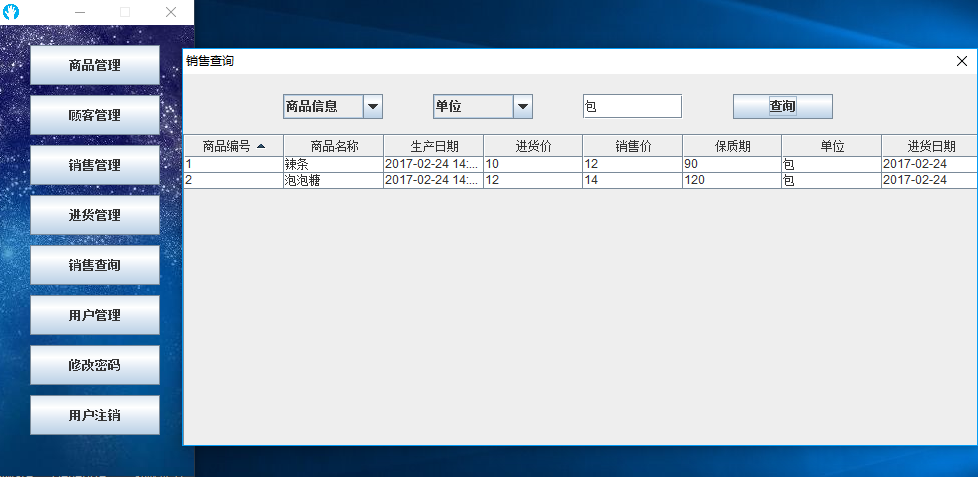 商品管理
顾客管理
销售管理
进货管理
销售查询
用户管理
修改密码
用户注销
销售查询
商品信息 单位 包 查询
商品编号 商品名称 生产日期 进货价 销售价 保质期 单位 进货日期
1 辣条 2017-02-24 14:... 10 12 90 包 2017-02-24
2 泡泡糖 2017-02-24 14:... 12 14 120 包 2017-02-24